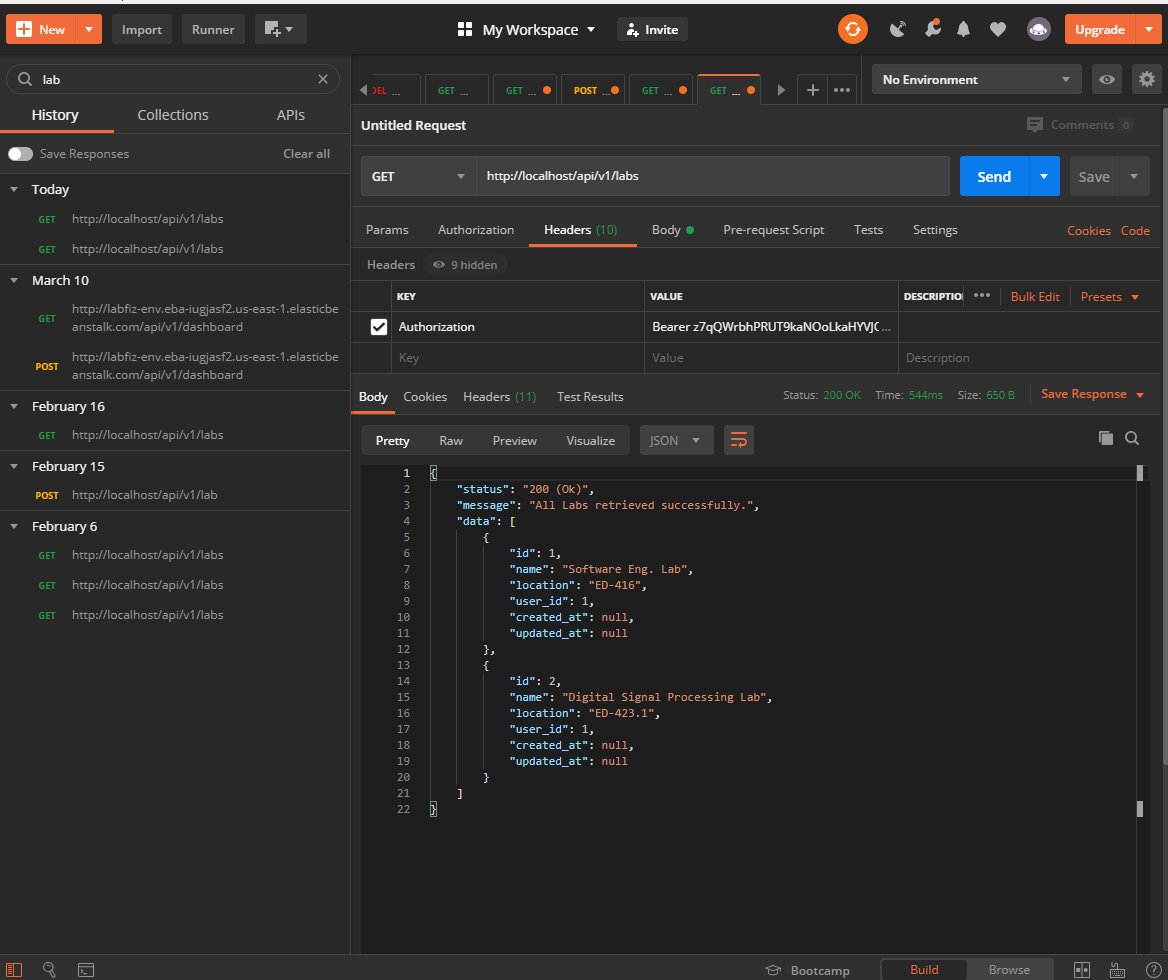 New Import Runner My Workspace Invite Upgrade
lab
History Collections APIs
Save Responses Clear all
Today
GET http://localhost/api/v1/labs
GET http://localhost/api/v1/labs
March 10
GET http://labfiz-env.eba-iugjasf2.us-east-1.elasticbe
anstalk.com/api/v1/dashboard
POST http://labfiz-env.eba-iugjasf2.us-east-1.elasticbe
anstalk.com/api/v1/dashboard
February 16
GET http://localhost/api/v1/labs
February 15
POST http://localhost/api/v1/lab
February 6
GET http://localhost/api/v1/labs
GET http://localhost/api/v1/labs
GET http://localhost/api/v1/labs
DEL ... GET ... GET ... POST ... GET ... GET ... No Environment
Untitled Request Comments 0
GET http://localhost/api/v1/labs Send Save
Params Authorization Headers (10) Body Pre-request Script Tests Settings Cookies Code
Headers 9 hidden
KEY VALUE DESCRIPTIO ••• Bulk Edit Presets
Authorization Bearer z7qQWrbhPRUT9kaNOoLkaHYVJC ...
Key Value Description
Body Cookies Headers (11) Test Results Status: 200 OK Time: 544ms Size: 650 B Save Response
Pretty Raw Preview Visualize JSON
1 {
2 "status": "200 (Ok)",
3 "message": "All Labs retrieved successfully.",
4 "data": [
5 {
6 "id": 1,
7 "name": "Software Eng. Lab",
8 "location": "ED-416",
9 "user_id": 1,
10 "created_at": null,
11 "updated_at": null
12 },
13 {
14 "id": 2,
15 "name": "Digital Signal Processing Lab",
16 "location": "ED-423.1",
17 "user_id": 1,
18 "created_at": null,
19 "updated_at": null
20 }
21 ]
22 }
Bootcamp Build Browse